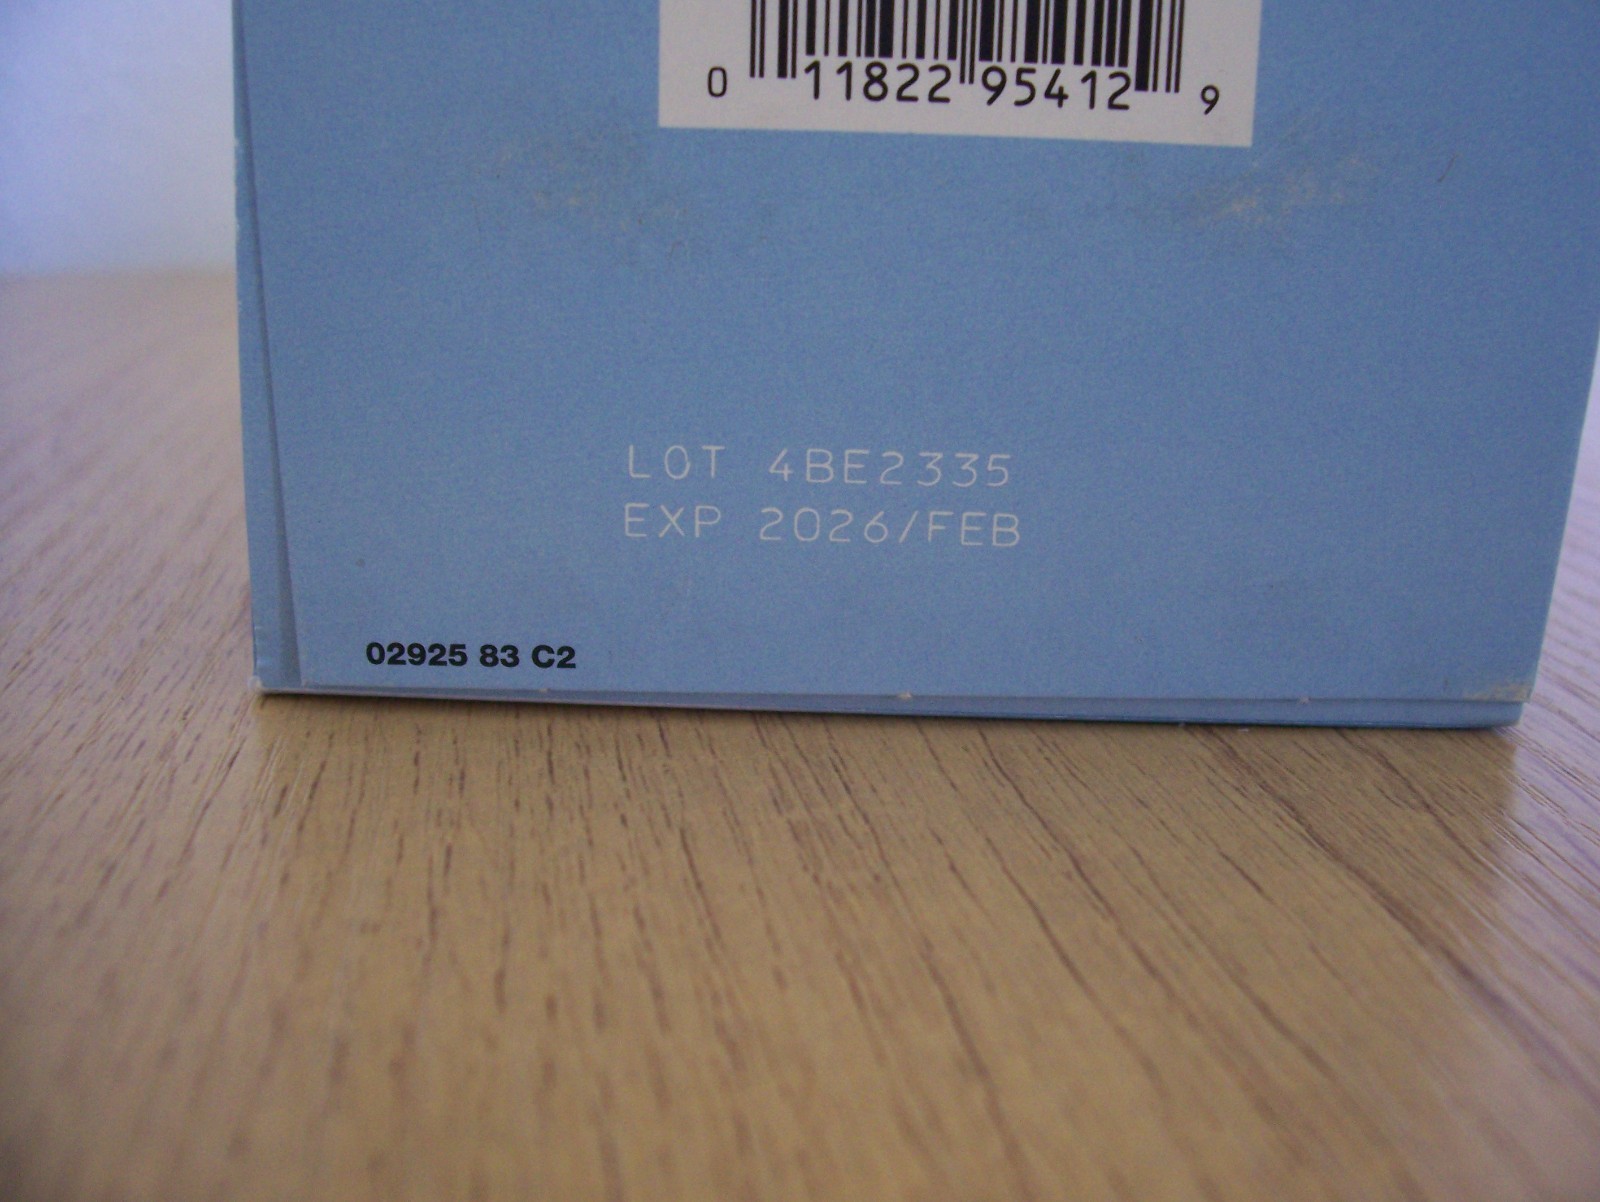 0 11822 95412 9
LOT 4BE2335
EXP 2026/FEB
02925 83 C2